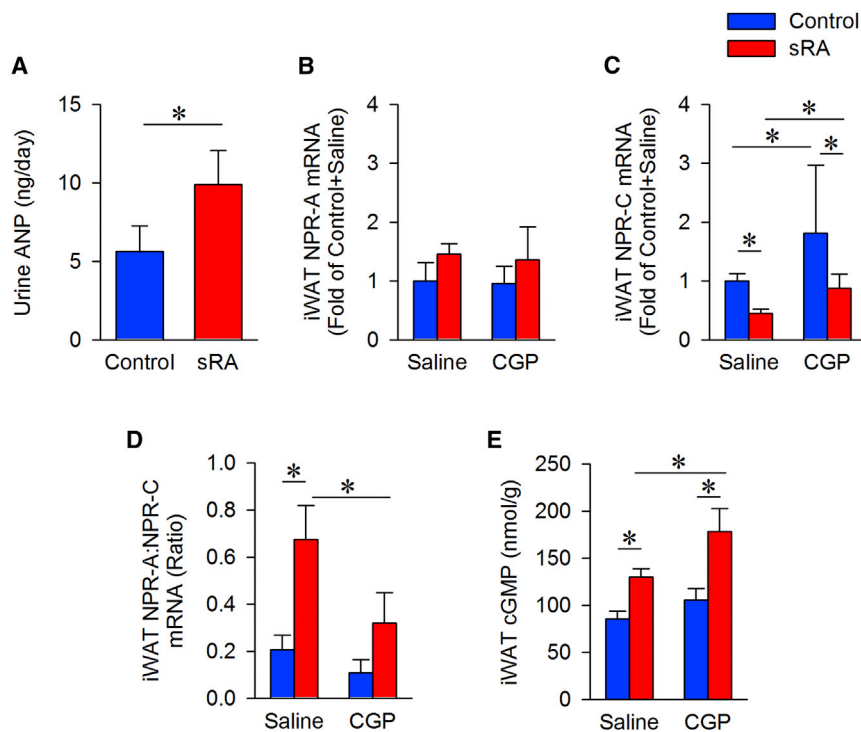 Control
sRA
A
Urine ANP (ng/day)
15
10
5
0
*
Control sRA
B
iWAT NPR-A mRNA
(Fold of Control+Saline)
4
3
2
1
0
Saline CGP
C
iWAT NPR-C mRNA
(Fold of Control+Saline)
4
3
2
1
0
*
*
*
*
Saline CGP
D
iWAT NPR-A:NPR-C
mRNA (Ratio)
1.0
0.8
0.6
0.4
0.2
0.0
*
*
Saline CGP
E
iWAT cGMP (nmol/g)
250
200
150
100
50
0
*
*
*
Saline CGP